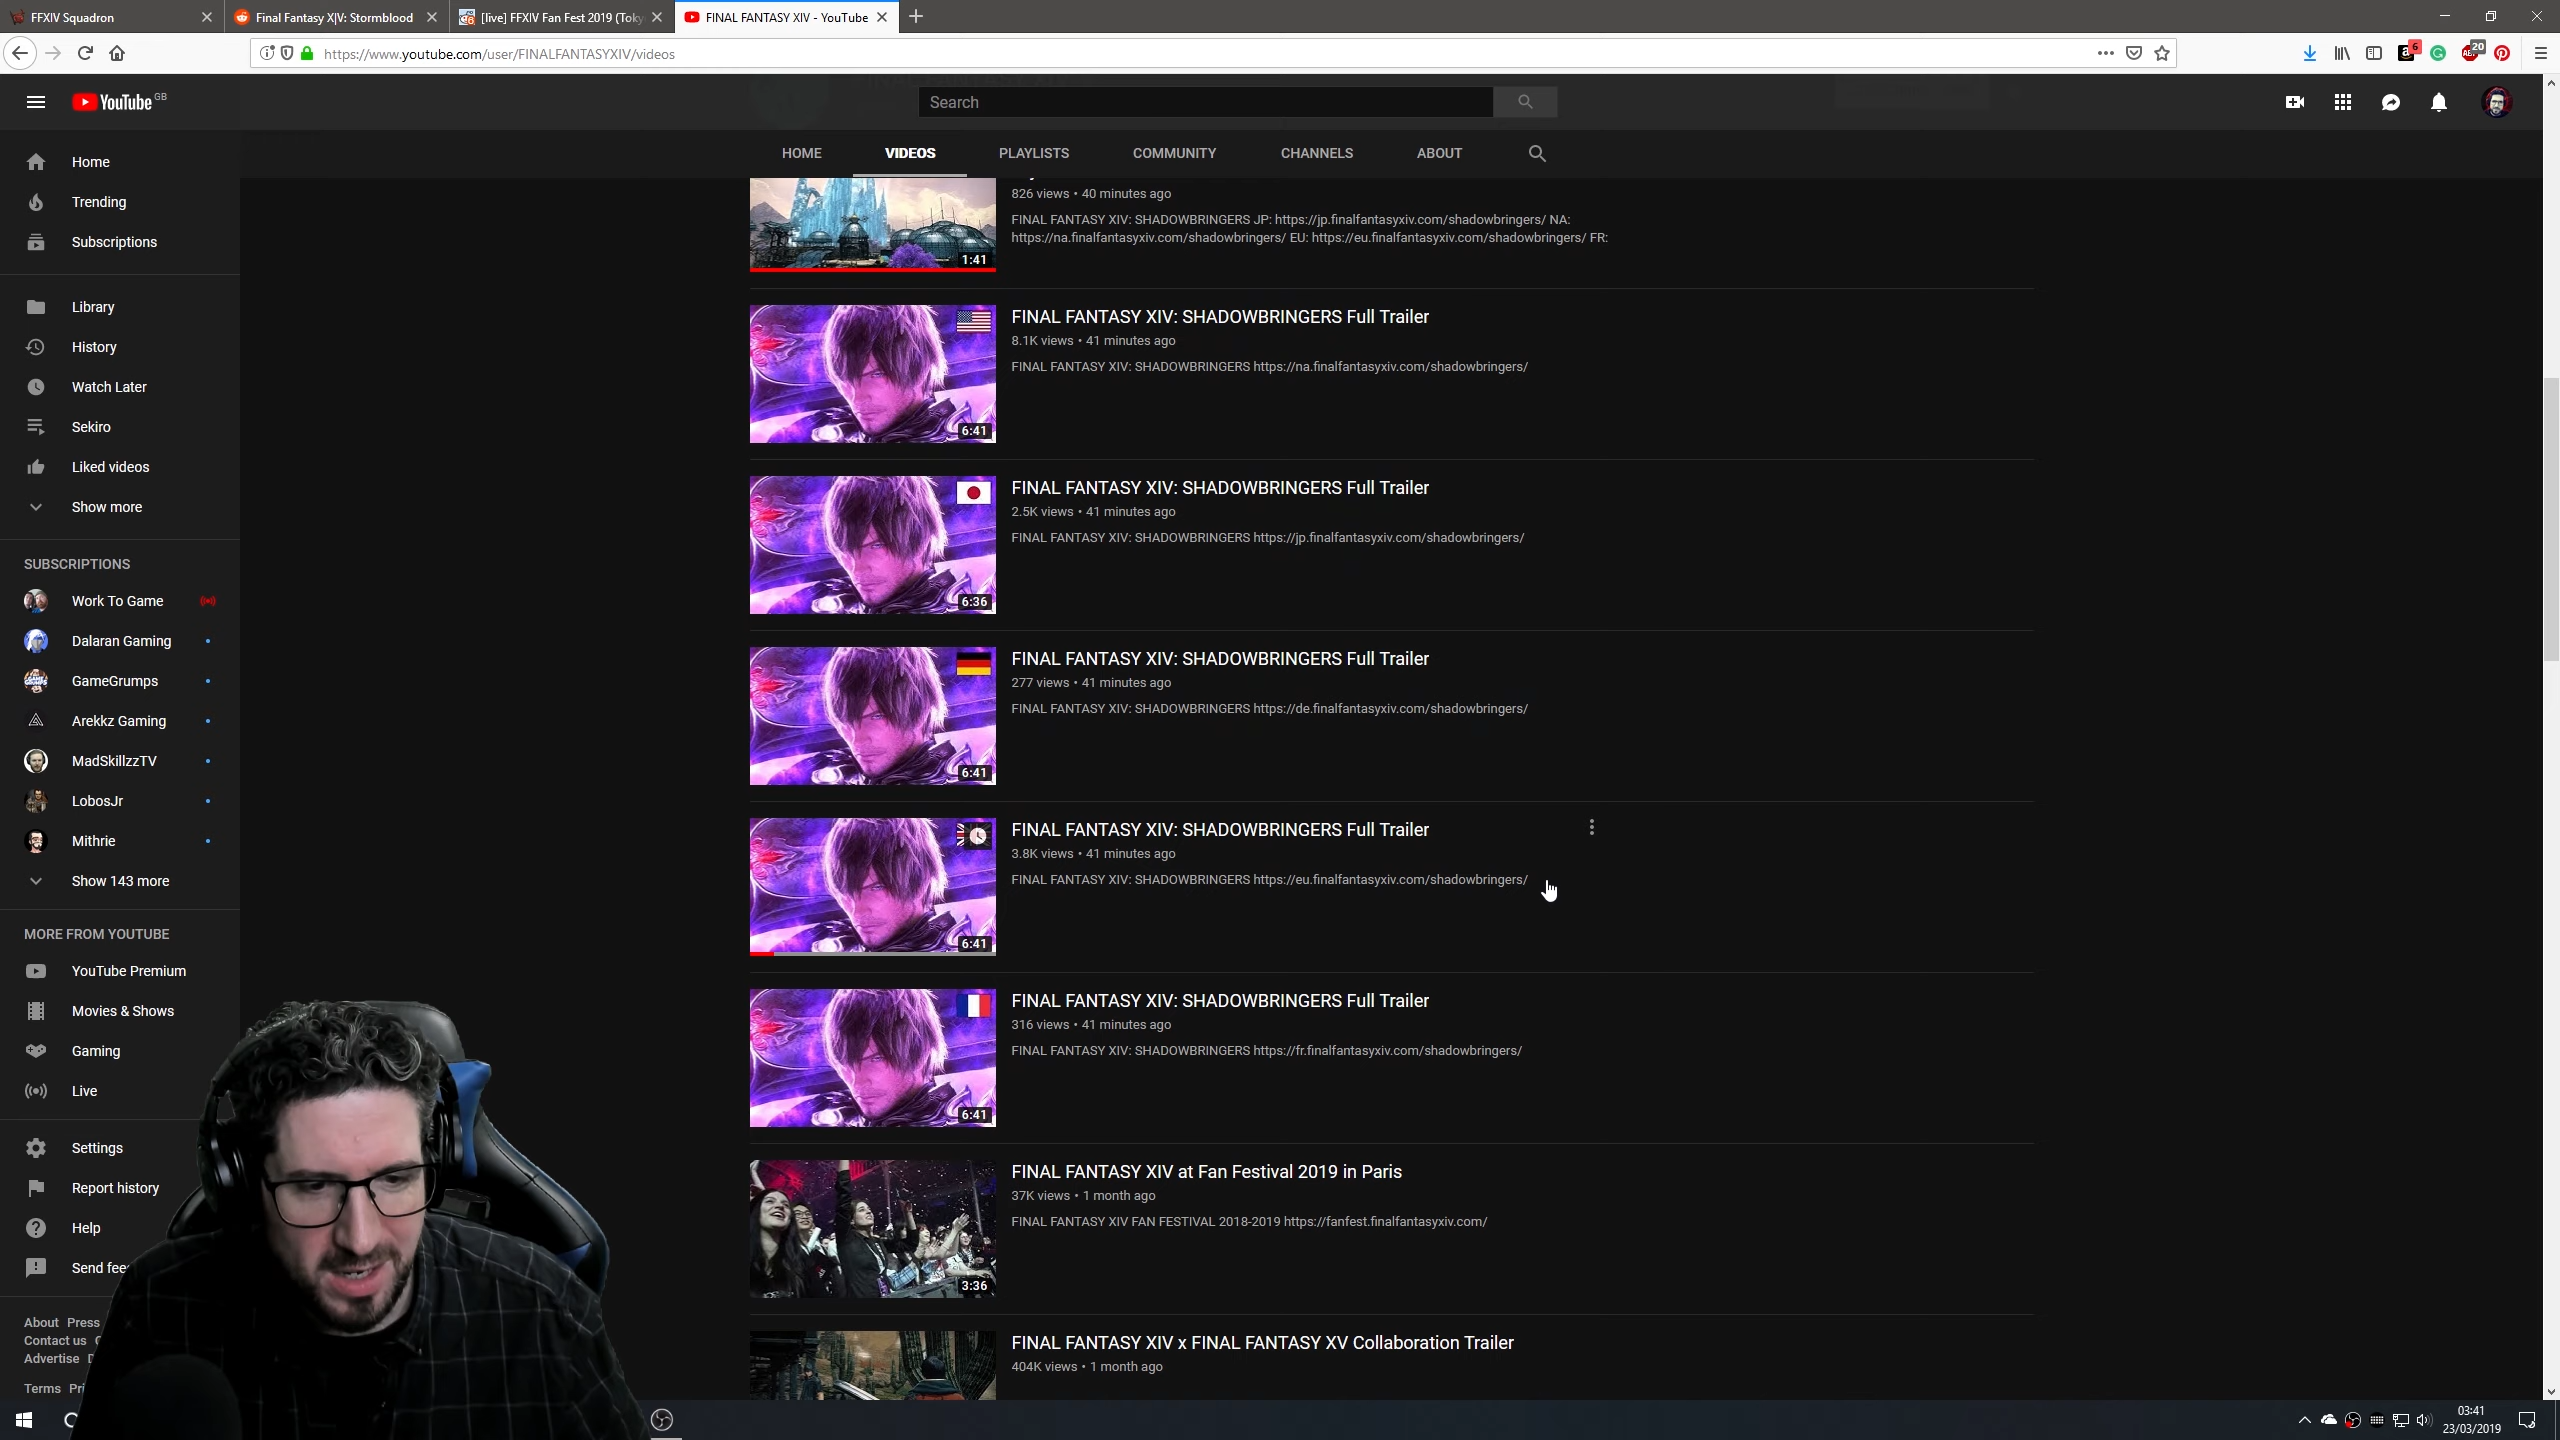 FFXIV Squadron
Final Fantasy X|V: Stormblood
[live] FFXIV Fan Fest 2019 (Toky
FINAL FANTASY XIV - YouTube
https://www.youtube.com/user/FINALFANTASYXIV/videos
6
20
YouTube GB
Search
HOME VIDEOS PLAYLISTS COMMUNITY CHANNELS ABOUT
Home
Trending
Subscriptions
Library
History
Watch Later
Sekiro
Liked videos
Show more
SUBSCRIPTIONS
Work To Game
Dalaran Gaming
GameGrumps
Arekkz Gaming
MadSkillzzTV
LobosJr
Mithrie
Show 143 more
MORE FROM YOUTUBE
YouTube Premium
Movies & Shows
Gaming
Live
Settings
Report history
Help
Send fee
About Press
Contact us
Advertise
Terms
826 views • 40 minutes ago
FINAL FANTASY XIV: SHADOWBRINGERS JP: https://jp.finalfantasyxiv.com/shadowbringers/ NA:
https://na.finalfantasyxiv.com/shadowbringers/ EU: https://eu.finalfantasyxiv.com/shadowbringers/ FR:
1:41
FINAL FANTASY XIV: SHADOWBRINGERS Full Trailer
8.1K views • 41 minutes ago
FINAL FANTASY XIV: SHADOWBRINGERS https://na.finalfantasyxiv.com/shadowbringers/
6:41
FINAL FANTASY XIV: SHADOWBRINGERS Full Trailer
2.5K views • 41 minutes ago
FINAL FANTASY XIV: SHADOWBRINGERS https://jp.finalfantasyxiv.com/shadowbringers/
6:36
FINAL FANTASY XIV: SHADOWBRINGERS Full Trailer
277 views • 41 minutes ago
FINAL FANTASY XIV: SHADOWBRINGERS https://de.finalfantasyxiv.com/shadowbringers/
6:41
FINAL FANTASY XIV: SHADOWBRINGERS Full Trailer
3.8K views • 41 minutes ago
FINAL FANTASY XIV: SHADOWBRINGERS https://eu.finalfantasyxiv.com/shadowbringers/
6:41
FINAL FANTASY XIV: SHADOWBRINGERS Full Trailer
316 views • 41 minutes ago
FINAL FANTASY XIV: SHADOWBRINGERS https://fr.finalfantasyxiv.com/shadowbringers/
6:41
FINAL FANTASY XIV at Fan Festival 2019 in Paris
37K views • 1 month ago
FINAL FANTASY XIV FAN FESTIVAL 2018-2019 https://fanfest.finalfantasyxiv.com/
3:36
FINAL FANTASY XIV x FINAL FANTASY XV Collaboration Trailer
404K views • 1 month ago
03:41
23/03/2019